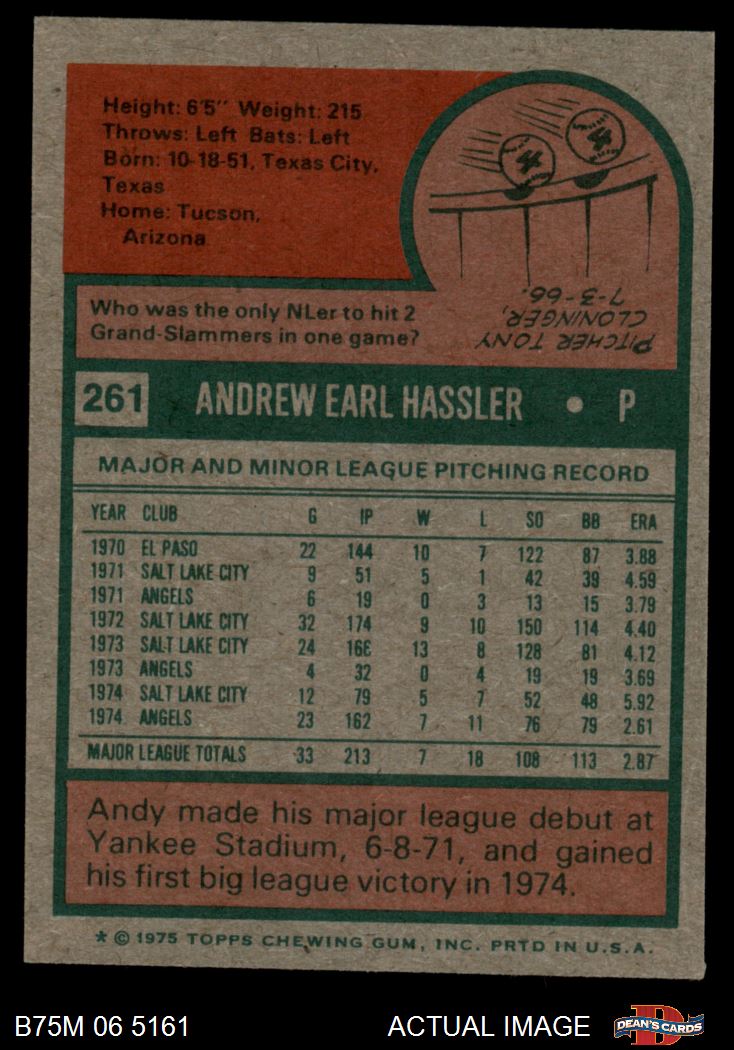 Height: 6'5" Weight: 215
Throws: Left Bats: Left
Born: 10-18-51, Texas City,
Texas
Home: Tucson,
Arizona
Who was the only NLer to hit 2
Grand-Slammers in one game?
PITCHER TONY
CLONINGER,
7-3-66.
261 ANDREW EARL HASSLER • P
MAJOR AND MINOR LEAGUE PITCHING RECORD
YEAR CLUB G IP W L SO BB ERA
1970 EL PASO 22 144 10 7 122 87 3.88
1971 SALT LAKE CITY 9 51 5 1 42 39 4.59
1971 ANGELS 6 19 0 3 13 15 3.79
1972 SALT LAKE CITY 32 174 9 10 150 114 4.40
1973 SALT LAKE CITY 24 166 13 8 128 81 4.12
1973 ANGELS 4 32 0 4 19 19 3.69
1974 SALT LAKE CITY 12 79 5 7 52 48 5.92
1974 ANGELS 23 162 7 11 76 79 2.61
MAJOR LEAGUE TOTALS 33 213 7 18 108 113 2.87
Andy made his major league debut at
Yankee Stadium, 6-8-71, and gained
his first big league victory in 1974.
* © 1975 TOPPS CHEWING GUM, INC. PRTD IN U.S.A.
B75M 06 5161 ACTUAL IMAGE DEAN'S CARDS